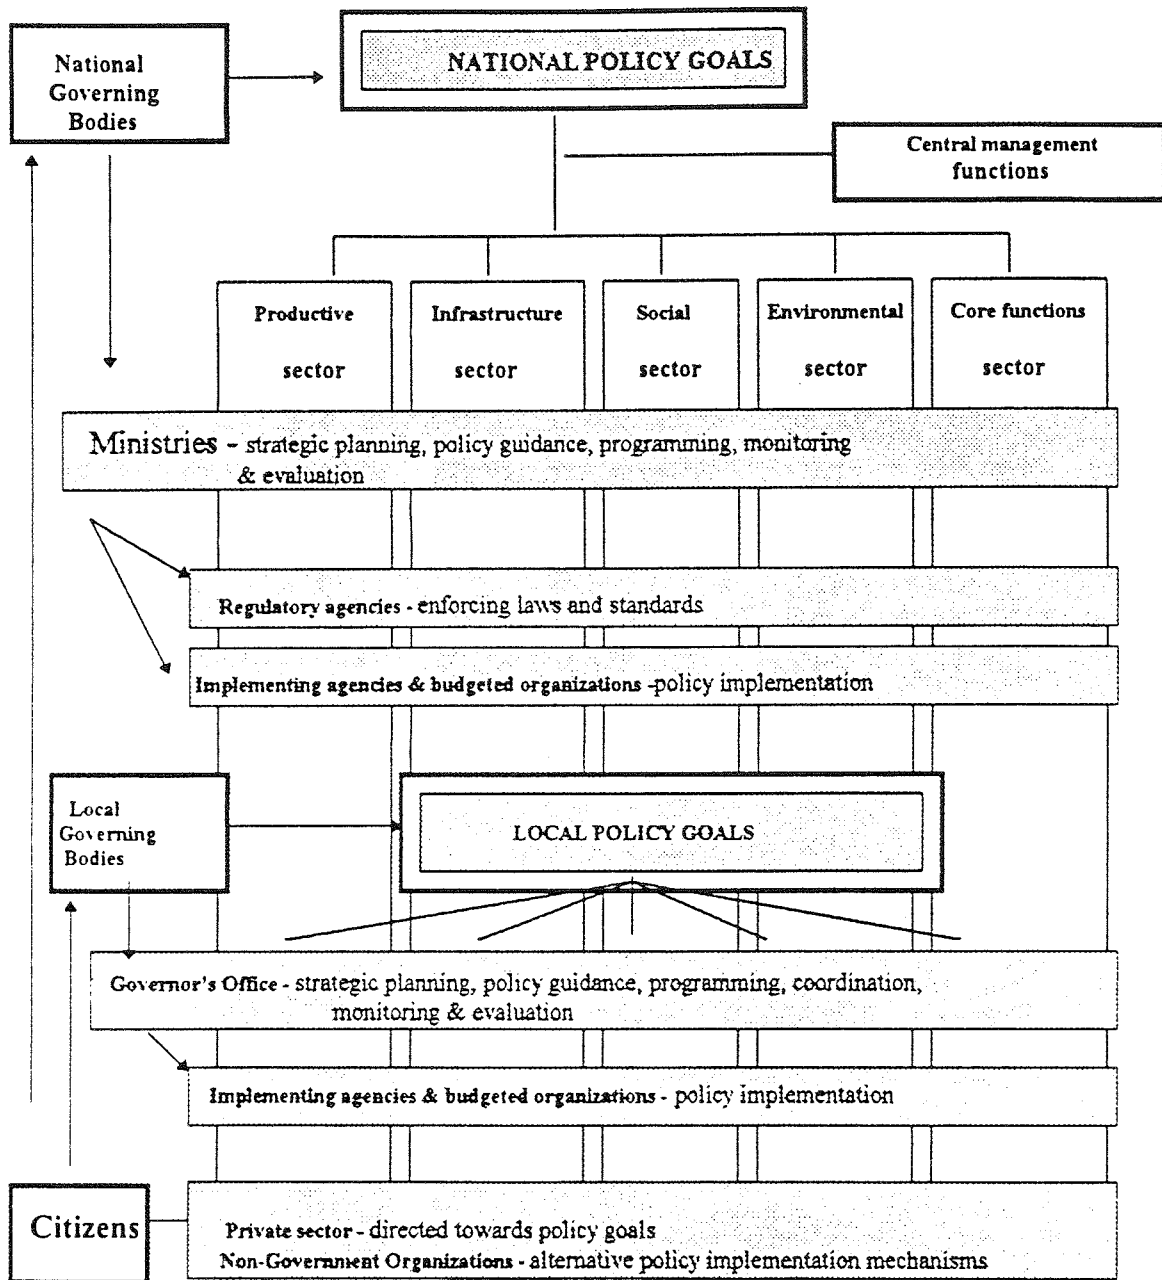 National
Governing
Bodies
NATIONAL POLICY GOALS
Central management
functions
Productive
sector
Infrastructure
sector
Social
sector
Environmental
sector
Core functions
sector
Ministries - strategic planning, policy guidance, programming, monitoring
& evaluation
Regulatory agencies - enforcing laws and standards
Implementing agencies & budgeted organizations -policy implementation
Local
Governing
Bodies
LOCAL POLICY GOALS
Governor's Office - strategic planning, policy guidance, programming, coordination,
monitoring & evaluation
Implementing agencies & budgeted organizations - policy implementation
Citizens
Private sector - directed towards policy goals
Non-Government Organizations - alternative policy implementation mechanisms